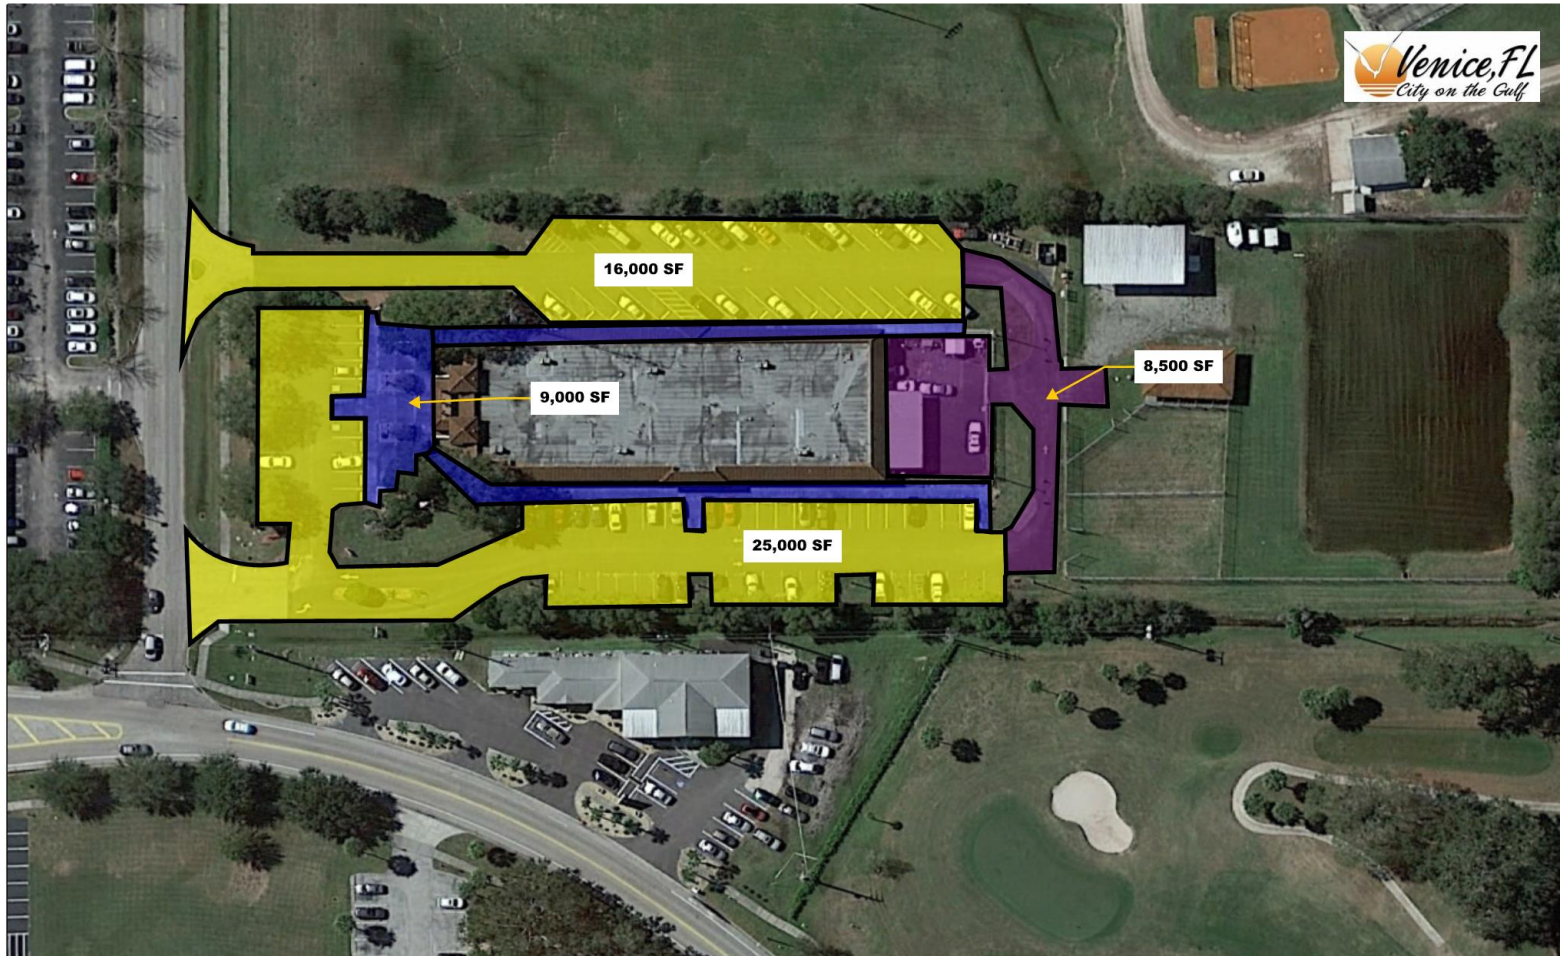 Venice, FL
City on the Gulf
16,000 SF
8,500 SF
9,000 SF
25,000 SF